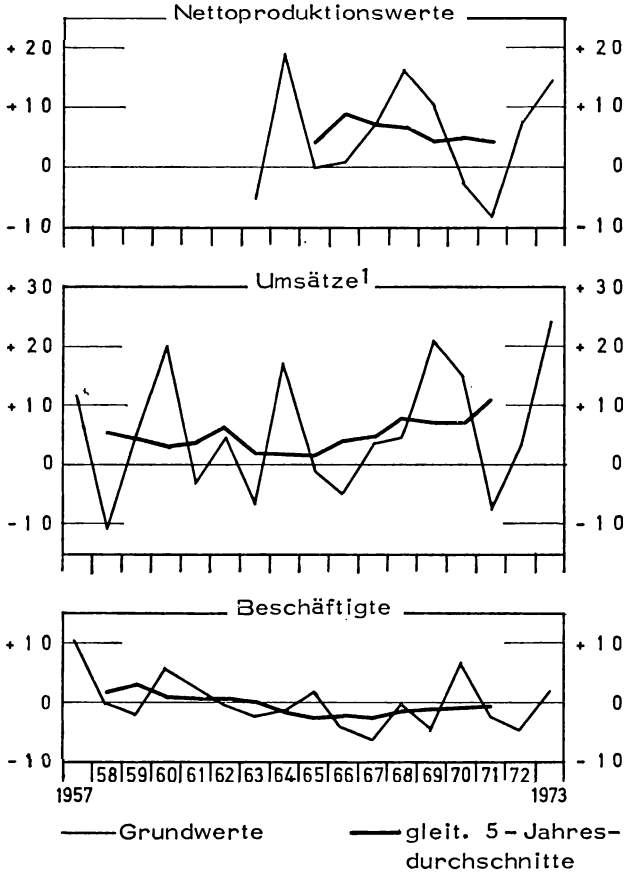 Nettoproduktionswerte
+ 20 + 20
+ 10 + 10
0 0
- 10 - 10
Umsätze¹
+ 30 + 30
+ 20 + 20
+ 10 + 10
0 0
- 10 - 10
Beschäftigte
+ 10 + 10
0 0
- 10 - 10
58 59 60 61 62 63 64 65 66 67 68 69 70 71 72
1957 1973
Grundwerte gleit. 5-Jahres-
durchschnitte